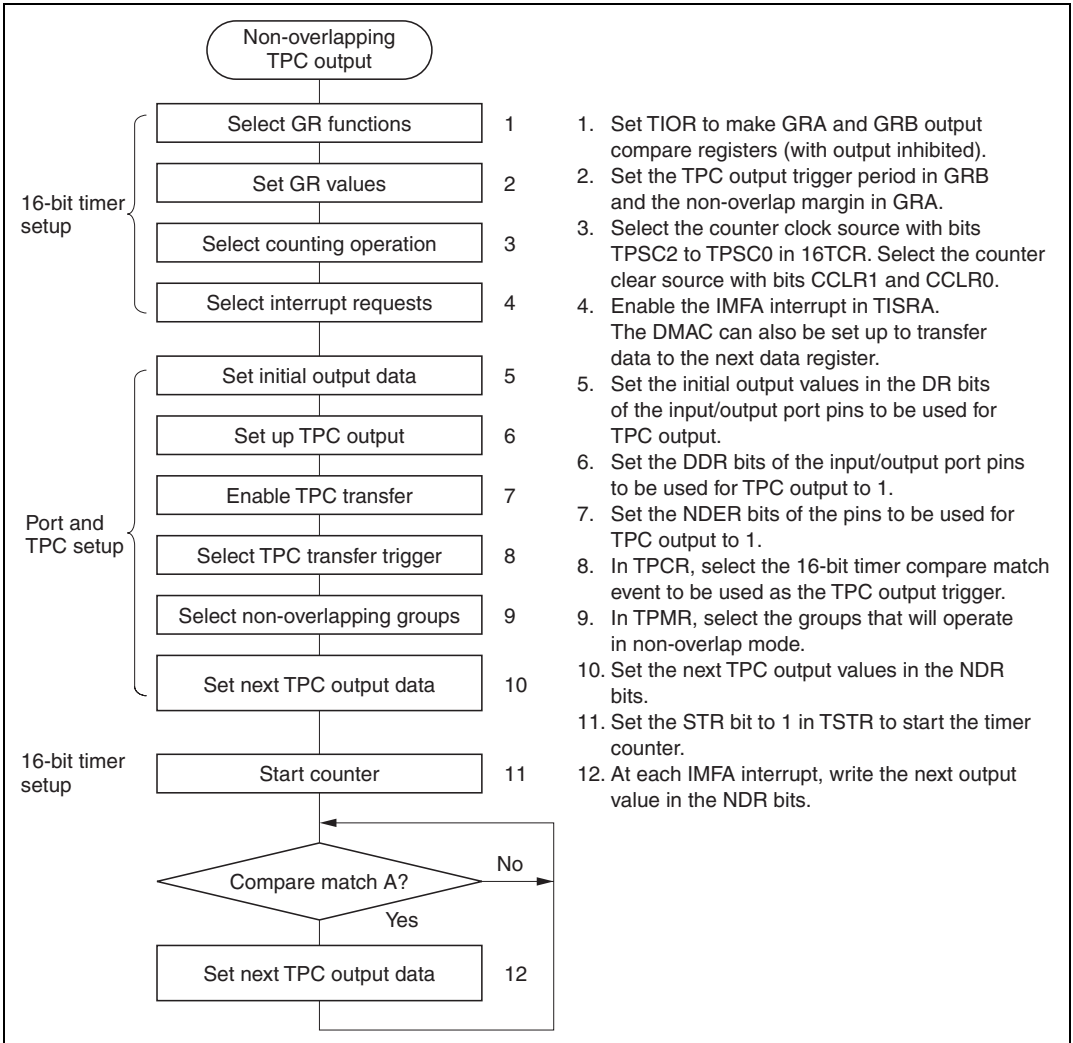 Non-overlapping
TPC output
16-bit timer
setup
Select GR functions 1
Set GR values 2
Select counting operation 3
Select interrupt requests 4
Port and
TPC setup
Set initial output data 5
Set up TPC output 6
Enable TPC transfer 7
Select TPC transfer trigger 8
Select non-overlapping groups 9
Set next TPC output data 10
16-bit timer
setup
Start counter 11
Compare match A?
No
Yes
Set next TPC output data 12
1. Set TIOR to make GRA and GRB output
compare registers (with output inhibited).
2. Set the TPC output trigger period in GRB
and the non-overlap margin in GRA.
3. Select the counter clock source with bits
TPSC2 to TPSC0 in 16TCR. Select the counter
clear source with bits CCLR1 and CCLR0.
4. Enable the IMFA interrupt in TISRA.
The DMAC can also be set up to transfer
data to the next data register.
5. Set the initial output values in the DR bits
of the input/output port pins to be used for
TPC output.
6. Set the DDR bits of the input/output port pins
to be used for TPC output to 1.
7. Set the NDER bits of the pins to be used for
TPC output to 1.
8. In TPCR, select the 16-bit timer compare match
event to be used as the TPC output trigger.
9. In TPMR, select the groups that will operate
in non-overlap mode.
10. Set the next TPC output values in the NDR
bits.
11. Set the STR bit to 1 in TSTR to start the timer
counter.
12. At each IMFA interrupt, write the next output
value in the NDR bits.